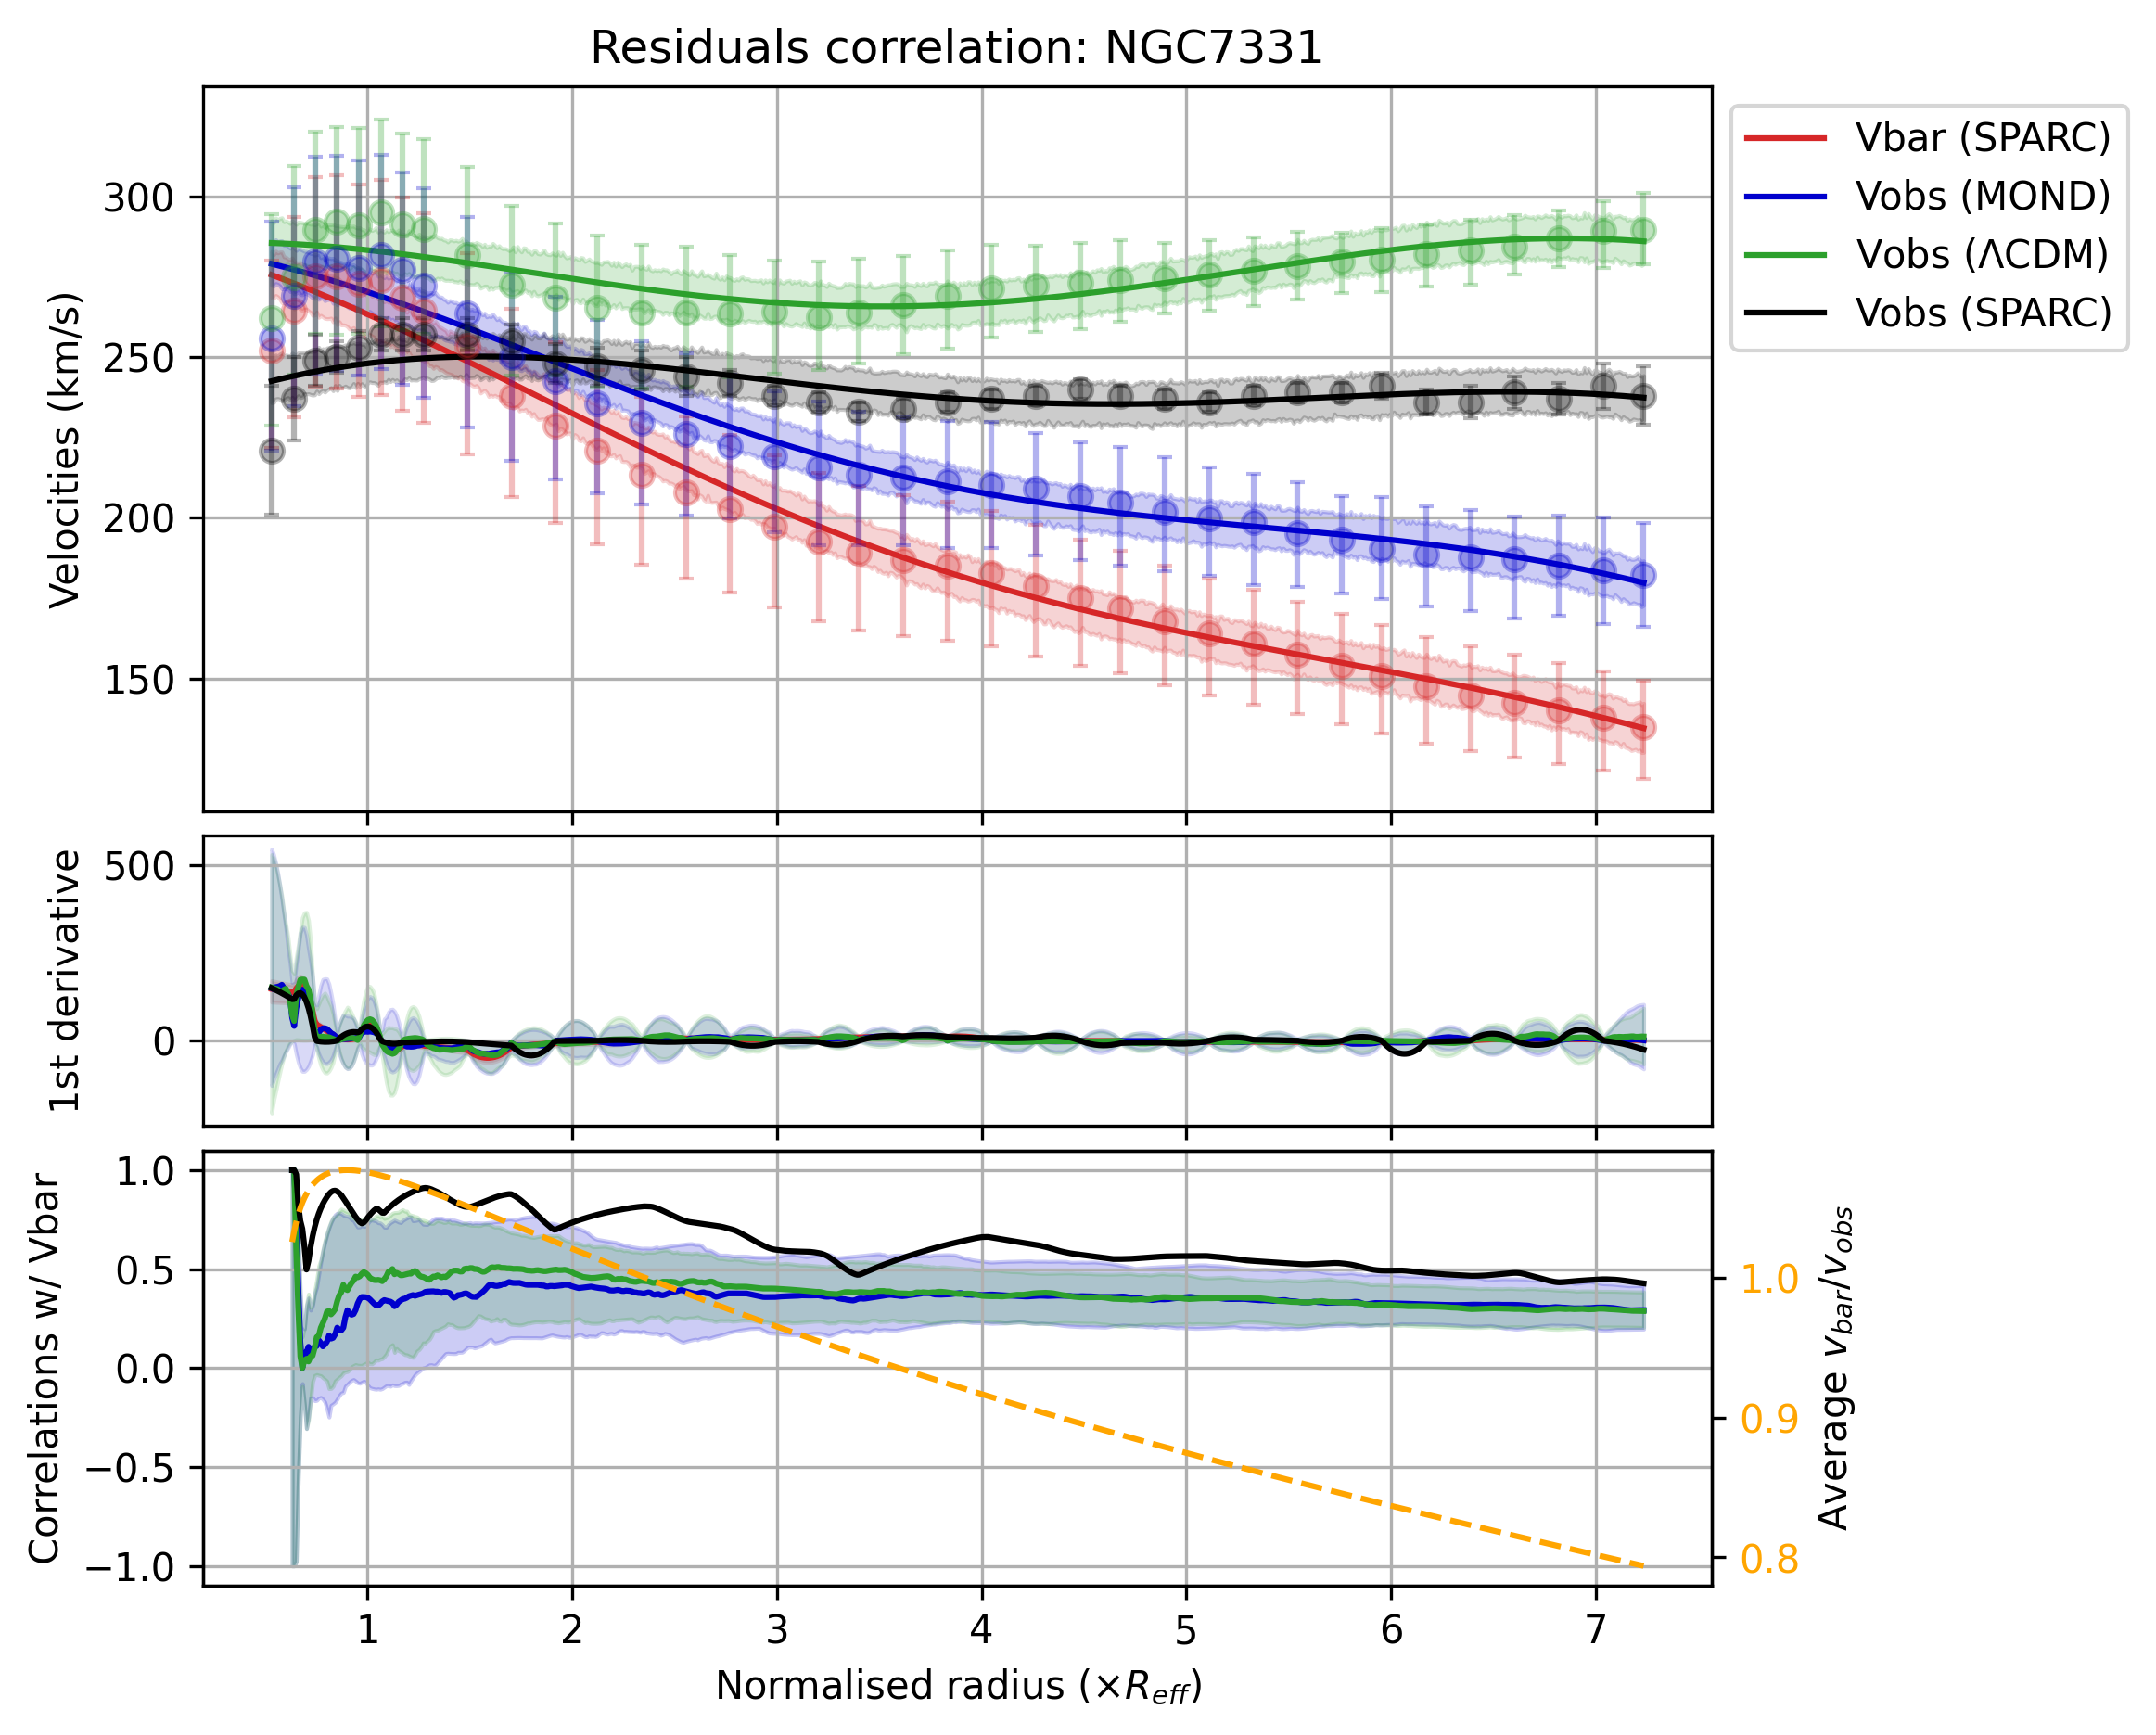 Residuals correlation: NGC7331
Velocities (km/s)
300
250
200
150
Vbar (SPARC)
Vobs (MOND)
Vobs (ΛCDM)
Vobs (SPARC)
1st derivative
500
0
Correlations w/ Vbar
1.0
0.5
0.0
−0.5
−1.0
1.0
0.9
0.8
Average v_bar/v_obs
1 2 3 4 5 6 7
Normalised radius (×R_eff)